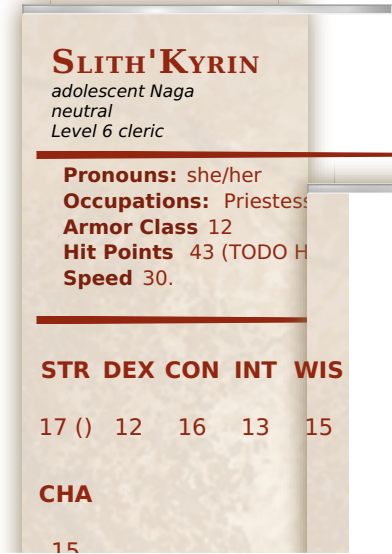 Slith'Kyrin
adolescent Naga
neutral
Level 6 cleric
Pronouns: she/her
Occupations: Priestess
Armor Class 12
Hit Points 43 (TODO H
Speed 30.
STR DEX CON INT WIS
17 () 12 16 13 15
CHA
15